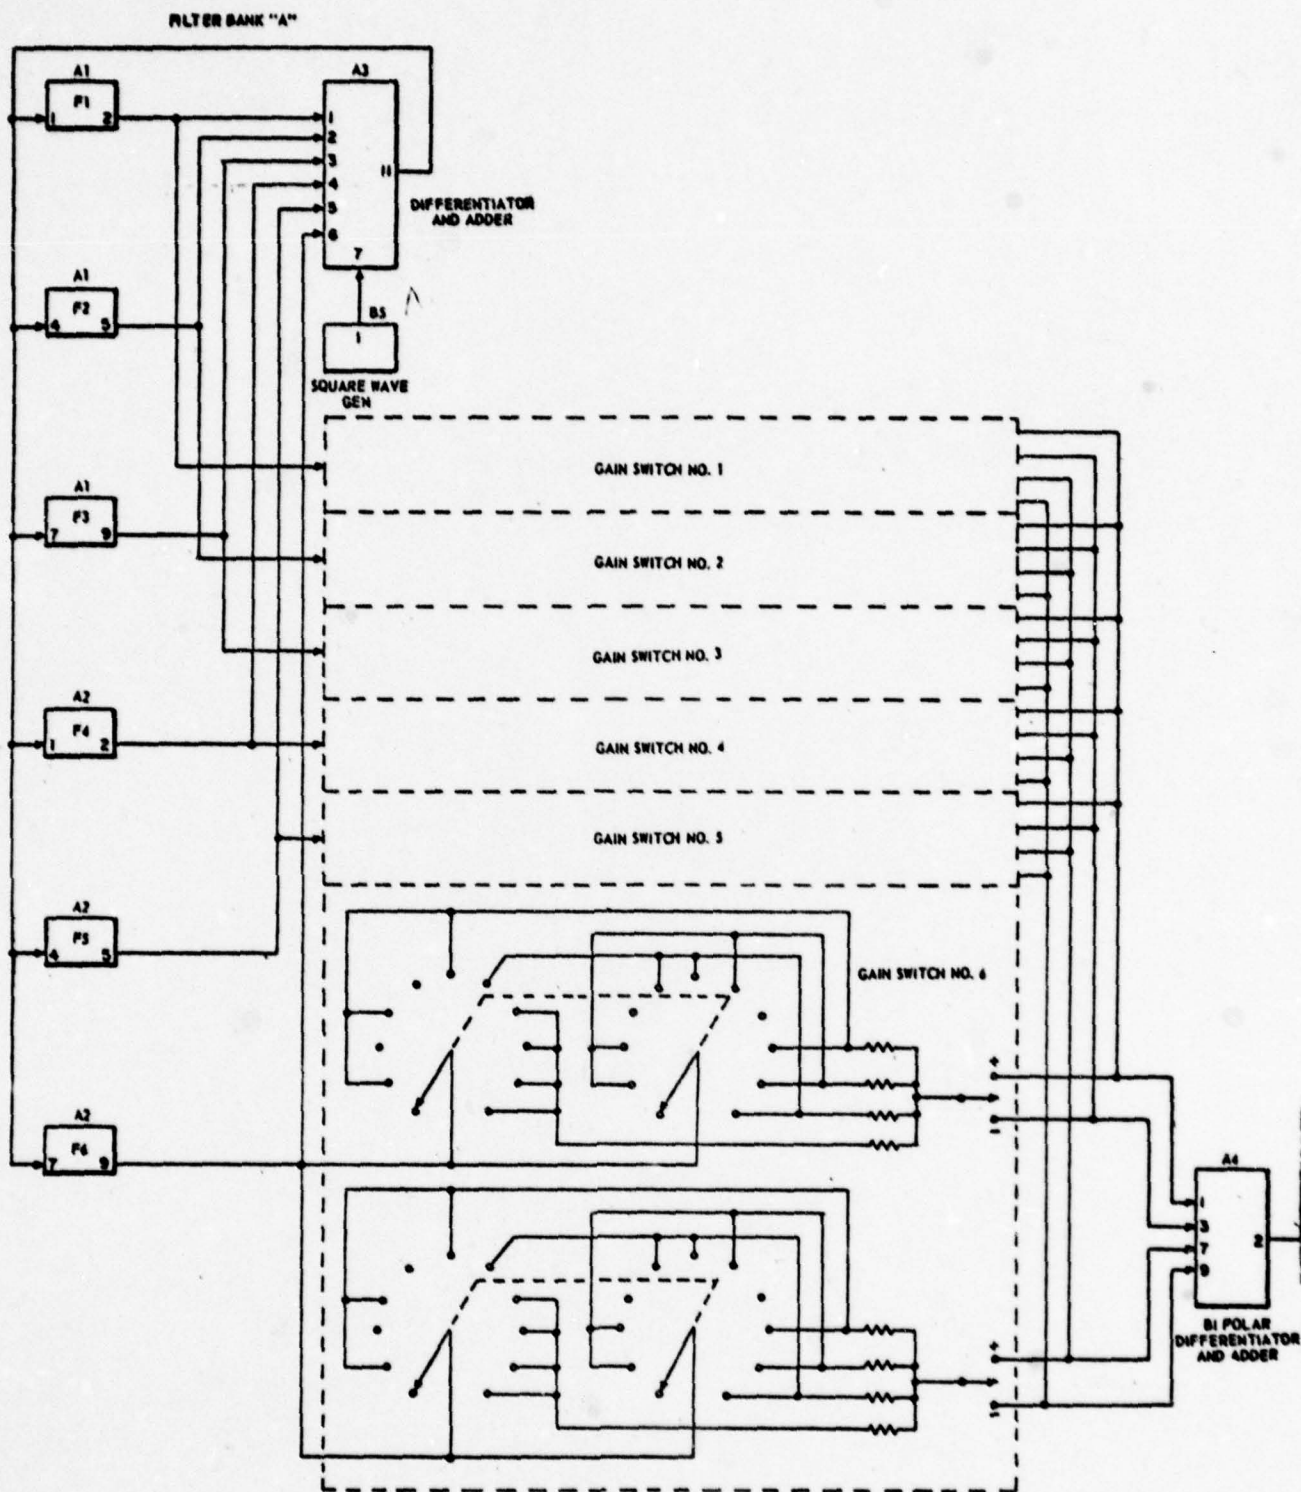 FILTER BANK "A"
A1
F1
1 2
A3
1
2
3
4
5
6
7
11
DIFFERENTIATOR
AND ADDER
A1
F2
4 5
B5
1
SQUARE WAVE
GEN
GAIN SWITCH NO. 1
A1
F3
7 9
GAIN SWITCH NO. 2
GAIN SWITCH NO. 3
A2
F4
1 2
GAIN SWITCH NO. 4
GAIN SWITCH NO. 5
A2
F5
4 5
GAIN SWITCH NO. 6
+
-
A2
F6
7 9
A4
1
3
7
9
2
BI POLAR
DIFFERENTIATOR
AND ADDER
+
-